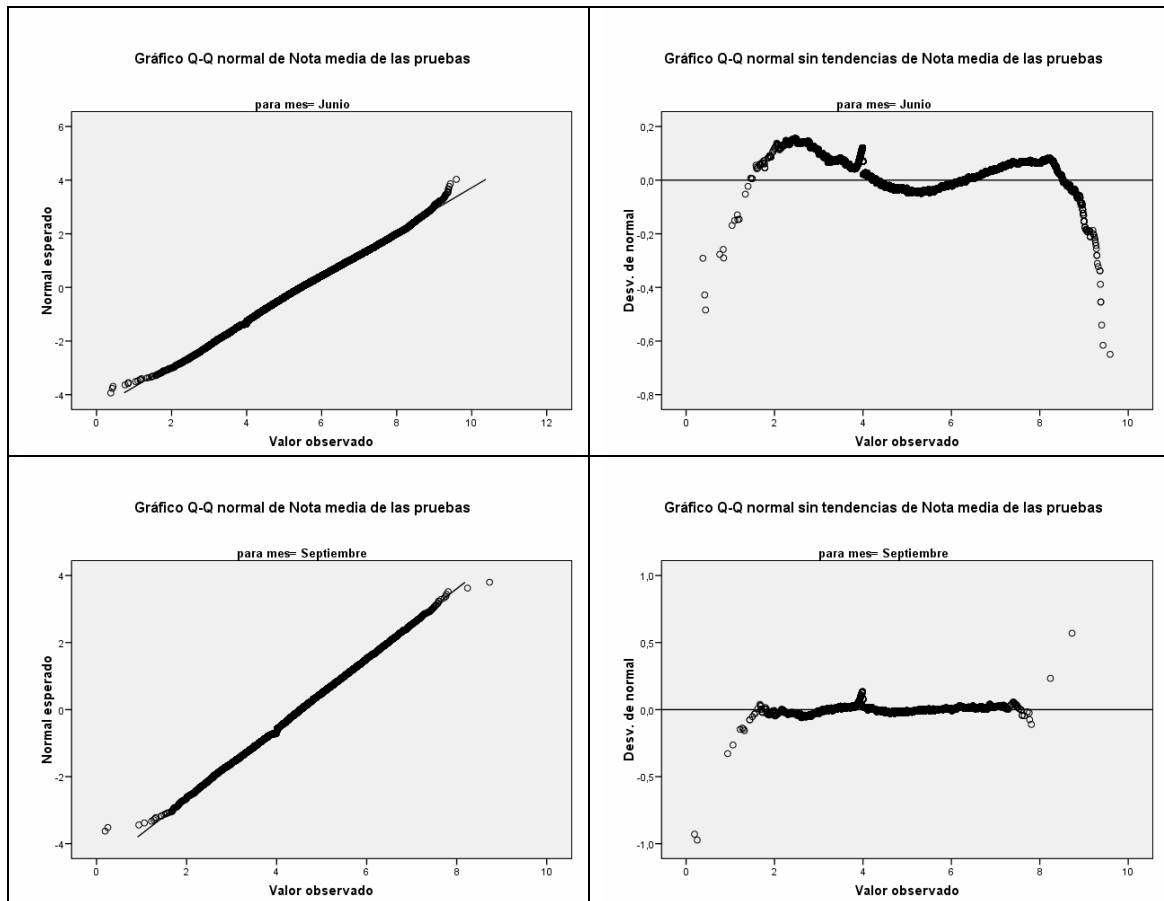 Gráfico Q-Q normal de Nota media de las pruebas
para mes= Junio
Normal esperado
6
4
2
0
-2
-4
0 2 4 6 8 10 12
Valor observado
Gráfico Q-Q normal sin tendencias de Nota media de las pruebas
para mes= Junio
Desv. de normal
0,2
0,0
-0,2
-0,4
-0,6
-0,8
0 2 4 6 8 10
Valor observado
Gráfico Q-Q normal de Nota media de las pruebas
para mes= Septiembre
Normal esperado
4
2
0
-2
-4
0 2 4 6 8 10
Valor observado
Gráfico Q-Q normal sin tendencias de Nota media de las pruebas
para mes= Septiembre
Desv. de normal
1,0
0,5
0,0
-0,5
-1,0
0 2 4 6 8 10
Valor observado